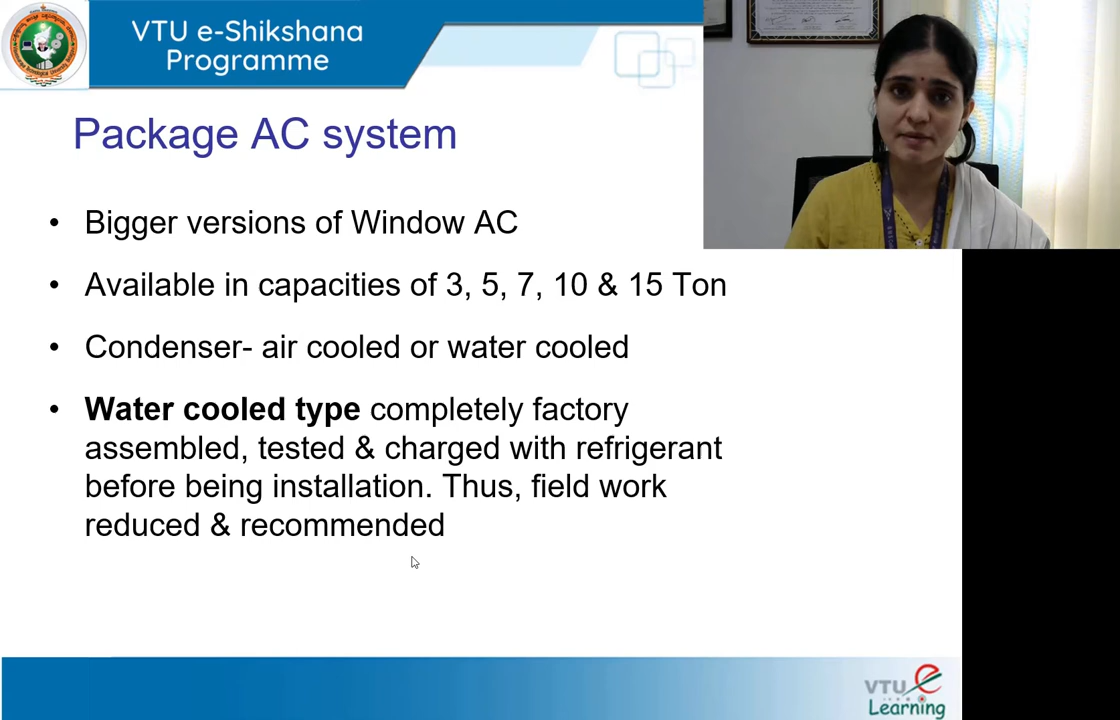 VTU e-Shikshana
Programme
Package AC system
• Bigger versions of Window AC
• Available in capacities of 3, 5, 7, 10 & 15 Ton
• Condenser- air cooled or water cooled
• Water cooled type completely factory
assembled, tested & charged with refrigerant
before being installation. Thus, field work
reduced & recommended
VTU e
Learning